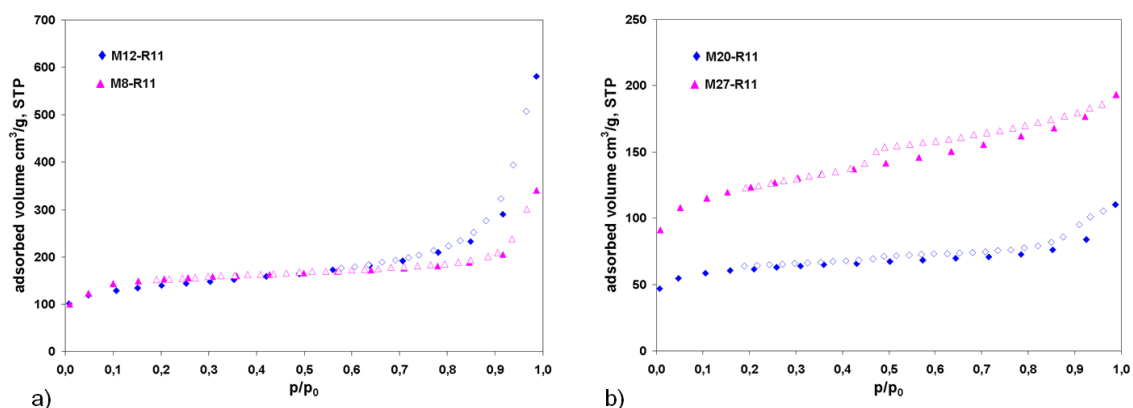 700
600
500
400
300
200
100
0
adsorbed volume cm³/g, STP
M12-R11
M8-R11
0,0 0,1 0,2 0,3 0,4 0,5 0,6 0,7 0,8 0,9 1,0
p/p₀
a)
250
200
150
100
50
0
adsorbed volume cm³/g, STP
M20-R11
M27-R11
0,0 0,1 0,2 0,3 0,4 0,5 0,6 0,7 0,8 0,9 1,0
p/p₀
b)